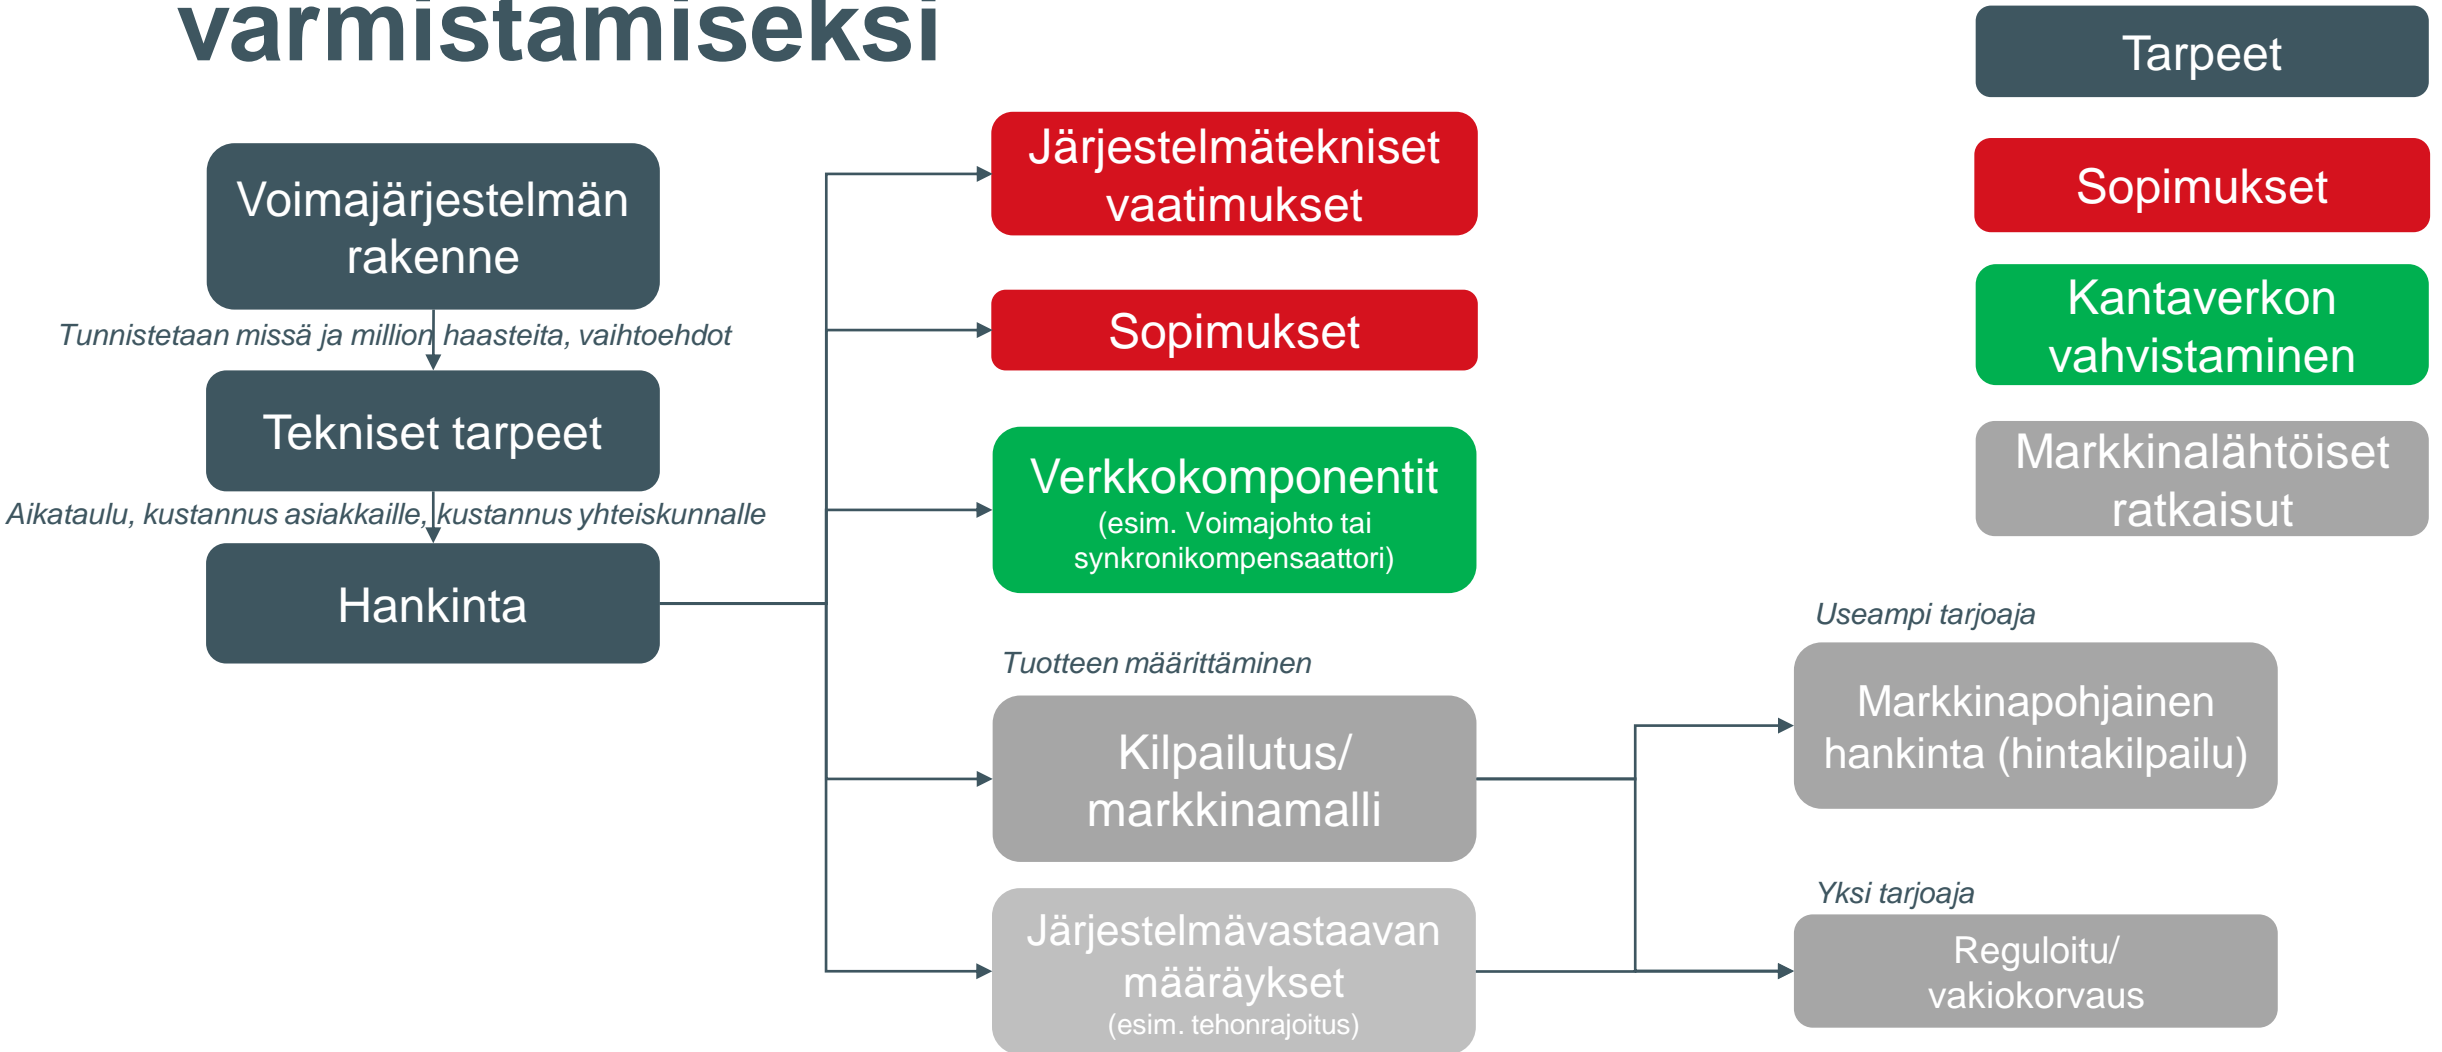 varmistamiseksi
Voimajärjestelmän
rakenne
Tunnistetaan missä ja million haasteita, vaihtoehdot
Tekniset tarpeet
Aikataulu, kustannus asiakkaille, kustannus yhteiskunnalle
Hankinta
Järjestelmätekniset
vaatimukset
Sopimukset
Verkkokomponentit
(esim. Voimajohto tai
synkronikompensaattori)
Tuotteen määrittäminen
Kilpailutus/
markkinamalli
Järjestelmävastaavan
määräykset
(esim. tehonrajoitus)
Tarpeet
Sopimukset
Kantaverkon
vahvistaminen
Markkinalähtöiset
ratkaisut
Useampi tarjoaja
Markkinapohjainen
hankinta (hintakilpailu)
Yksi tarjoaja
Reguloitu/
vakiokorvaus